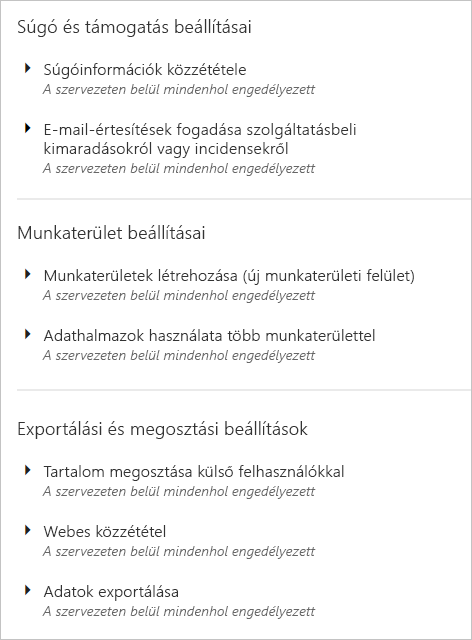 Súgó és támogatás beállításai
Súgóinformációk közzététele
A szervezeten belül mindenhol engedélyezett
E-mail-értesítések fogadása szolgáltatásbeli
kimaradásokról vagy incidensekről
A szervezeten belül mindenhol engedélyezett
Munkaterület beállításai
Munkaterületek létrehozása (új munkaterületi felület)
A szervezeten belül mindenhol engedélyezett
Adathalmazok használata több munkaterülettel
A szervezeten belül mindenhol engedélyezett
Exportálási és megosztási beállítások
Tartalom megosztása külső felhasználókkal
A szervezeten belül mindenhol engedélyezett
Webes közzététel
A szervezeten belül mindenhol engedélyezett
Adatok exportálása
A szervezeten belül mindenhol engedélyezett